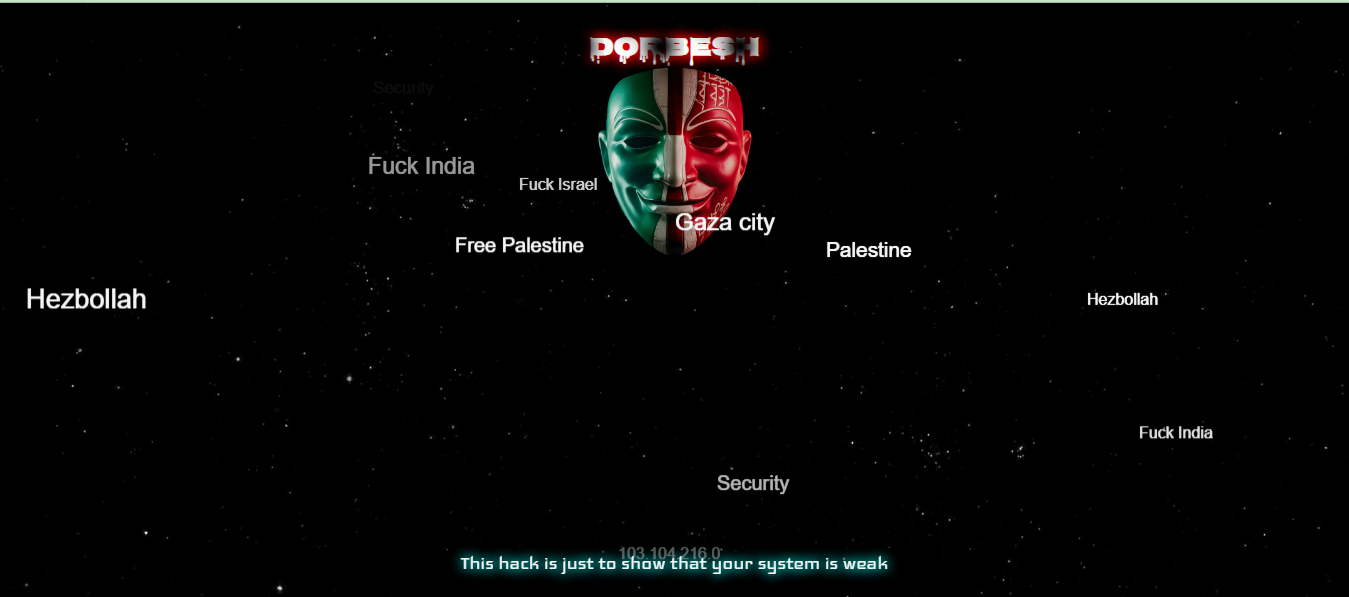 DORBESH
Security
Fuck India
Fuck Israel
Gaza city
Free Palestine
Palestine
Hezbollah
Hezbollah
Fuck India
Security
103.104.216.0
This hack is just to show that your system is weak